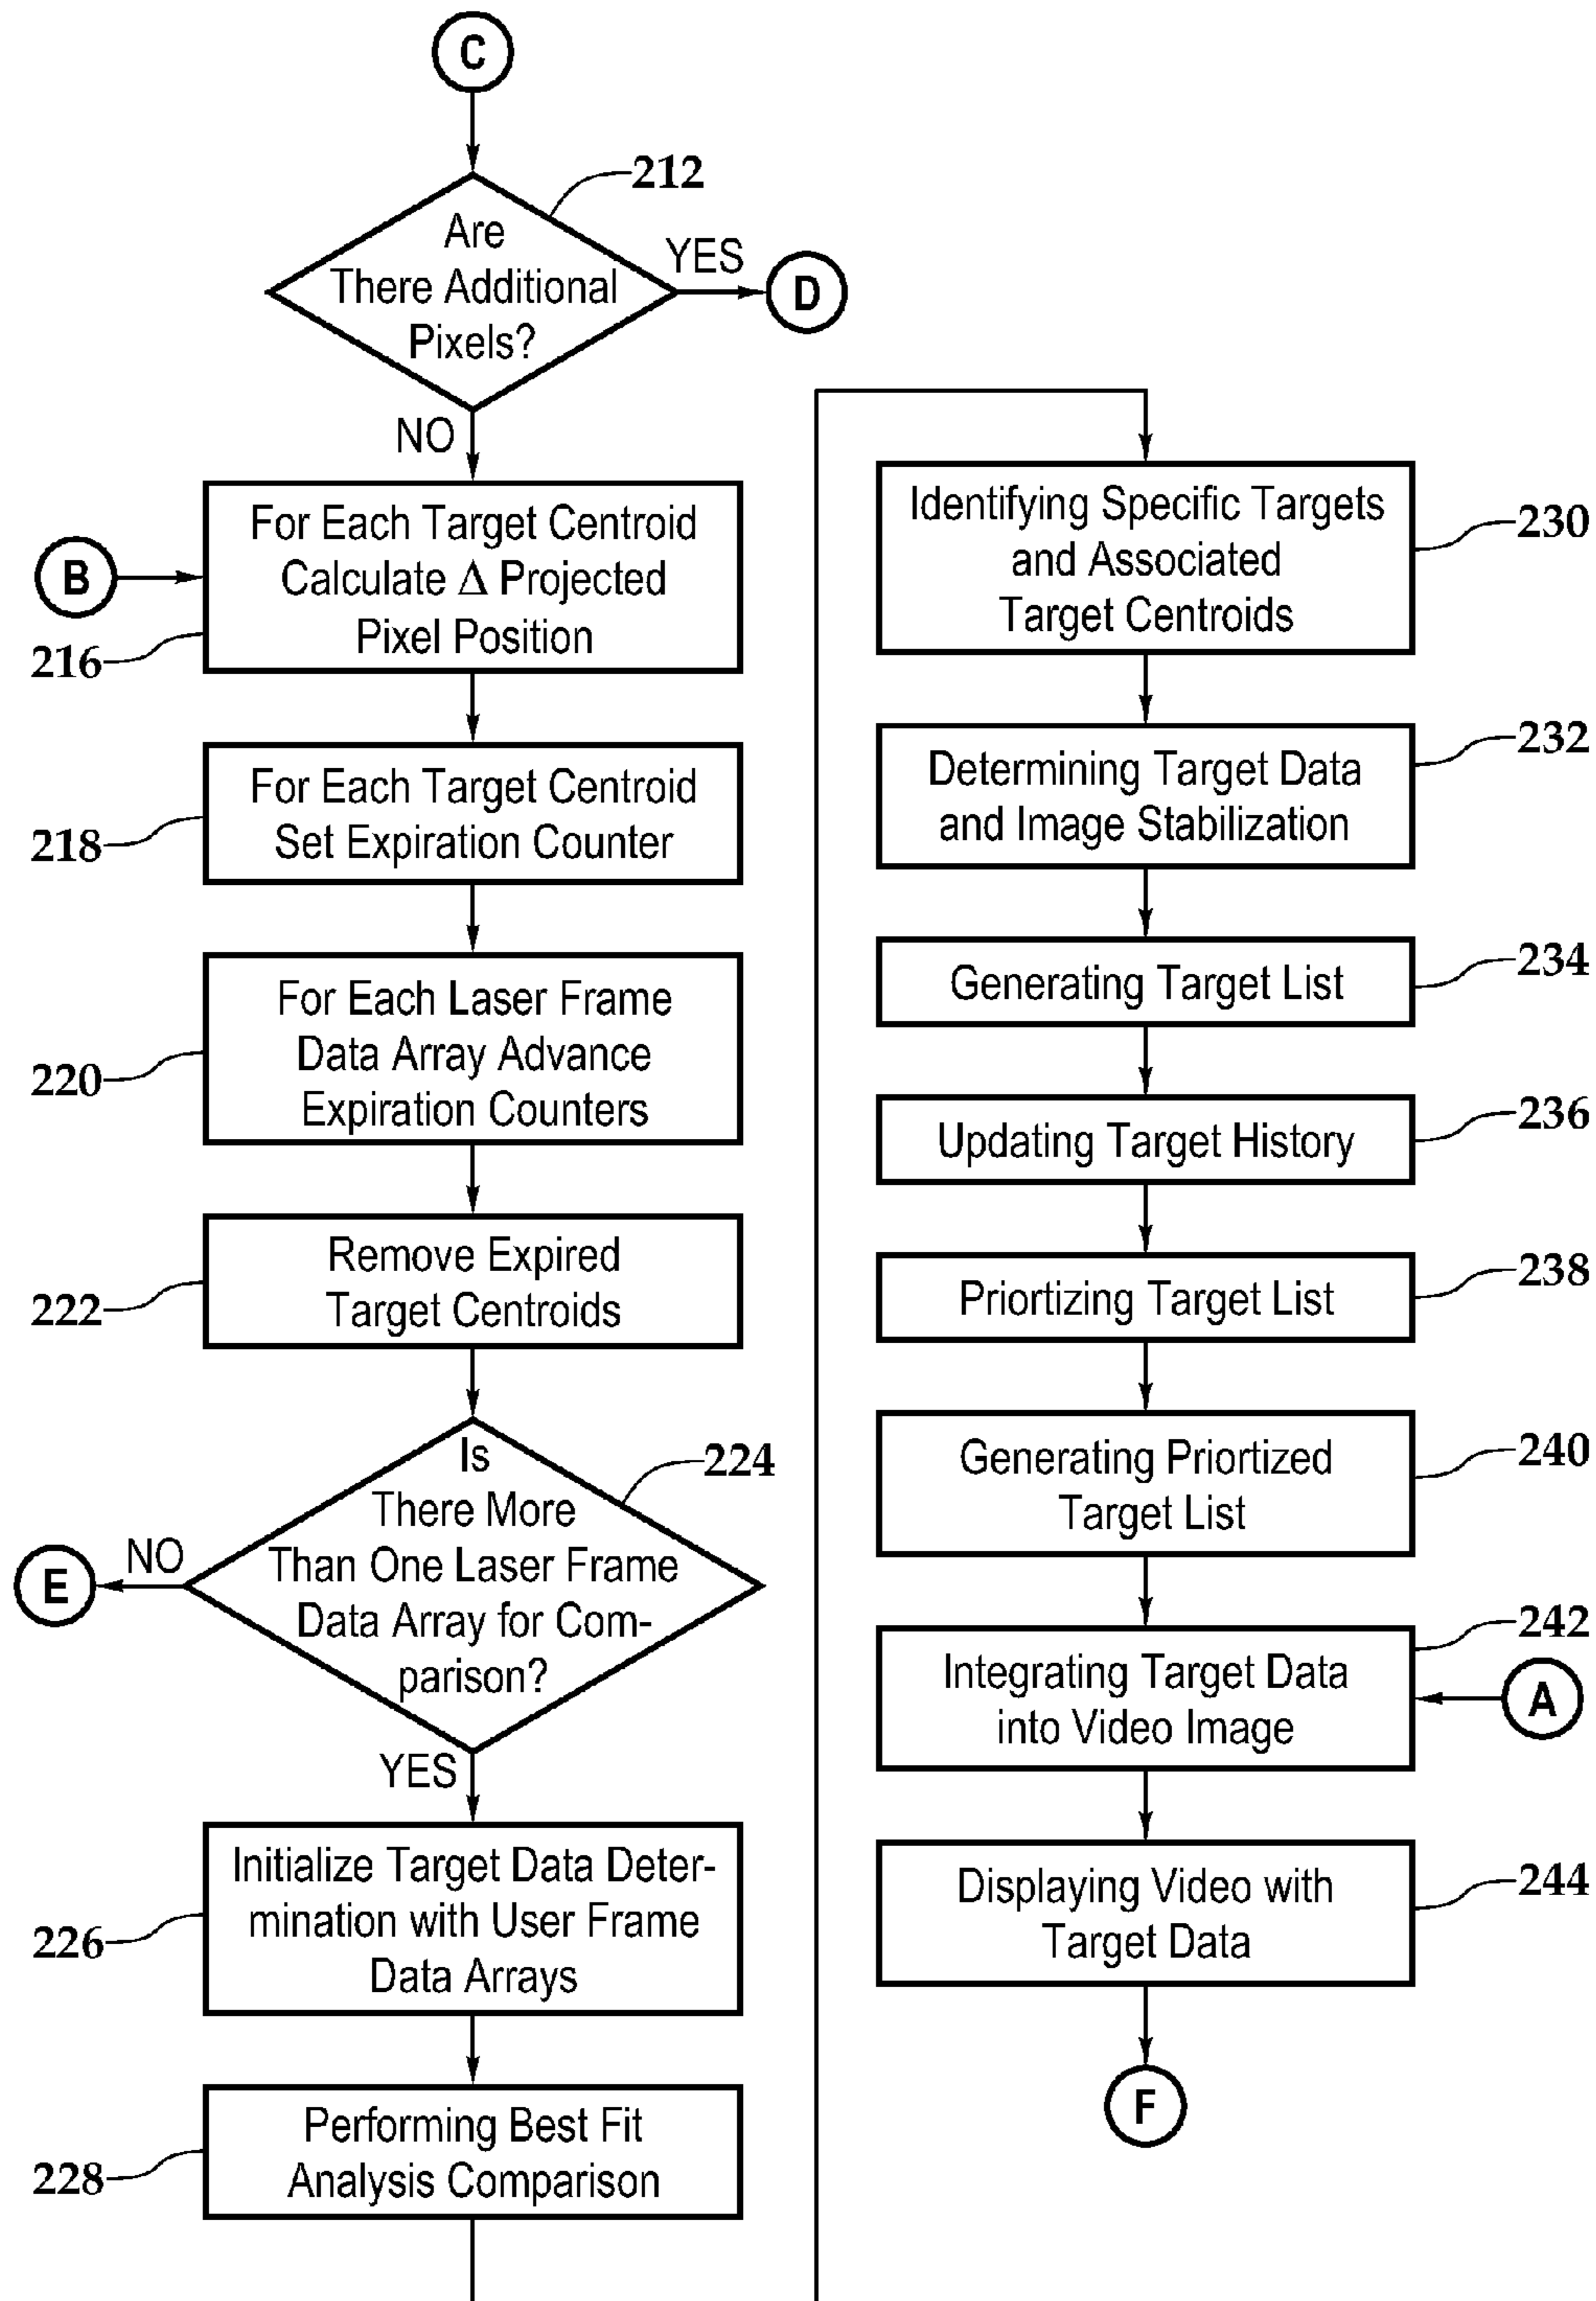 C
212
Are
There Additional
Pixels?
YES
D
NO
For Each Target Centroid
Calculate Δ Projected
Pixel Position
B
216
For Each Target Centroid
Set Expiration Counter
218
For Each Laser Frame
Data Array Advance
Expiration Counters
220
Remove Expired
Target Centroids
222
Is
There More
Than One Laser Frame
Data Array for Com-
parison?
224
NO
E
YES
Initialize Target Data Deter-
mination with User Frame
Data Arrays
226
Performing Best Fit
Analysis Comparison
228
Identifying Specific Targets
and Associated
Target Centroids
230
Determining Target Data
and Image Stabilization
232
Generating Target List
234
Updating Target History
236
Priortizing Target List
238
Generating Priortized
Target List
240
Integrating Target Data
into Video Image
242
A
Displaying Video with
Target Data
244
F